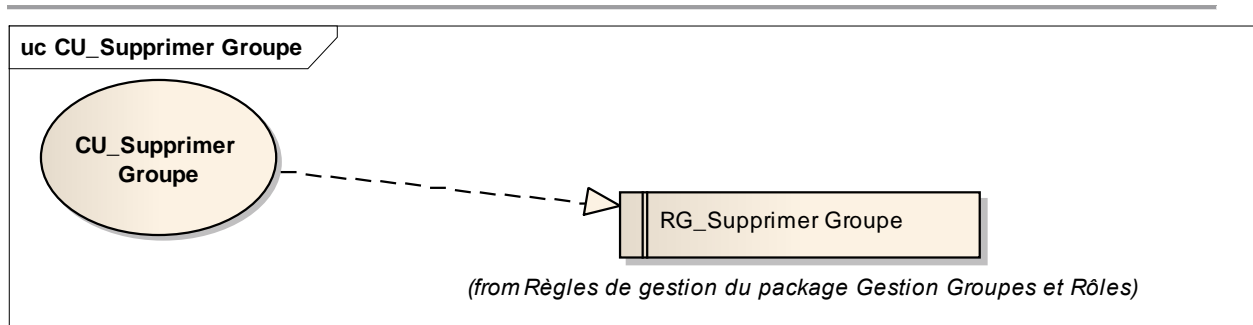 uc CU_Supprimer Groupe
CU_Supprimer
Groupe
RG_Supprimer Groupe
(from Règles de gestion du package Gestion Groupes et Rôles)